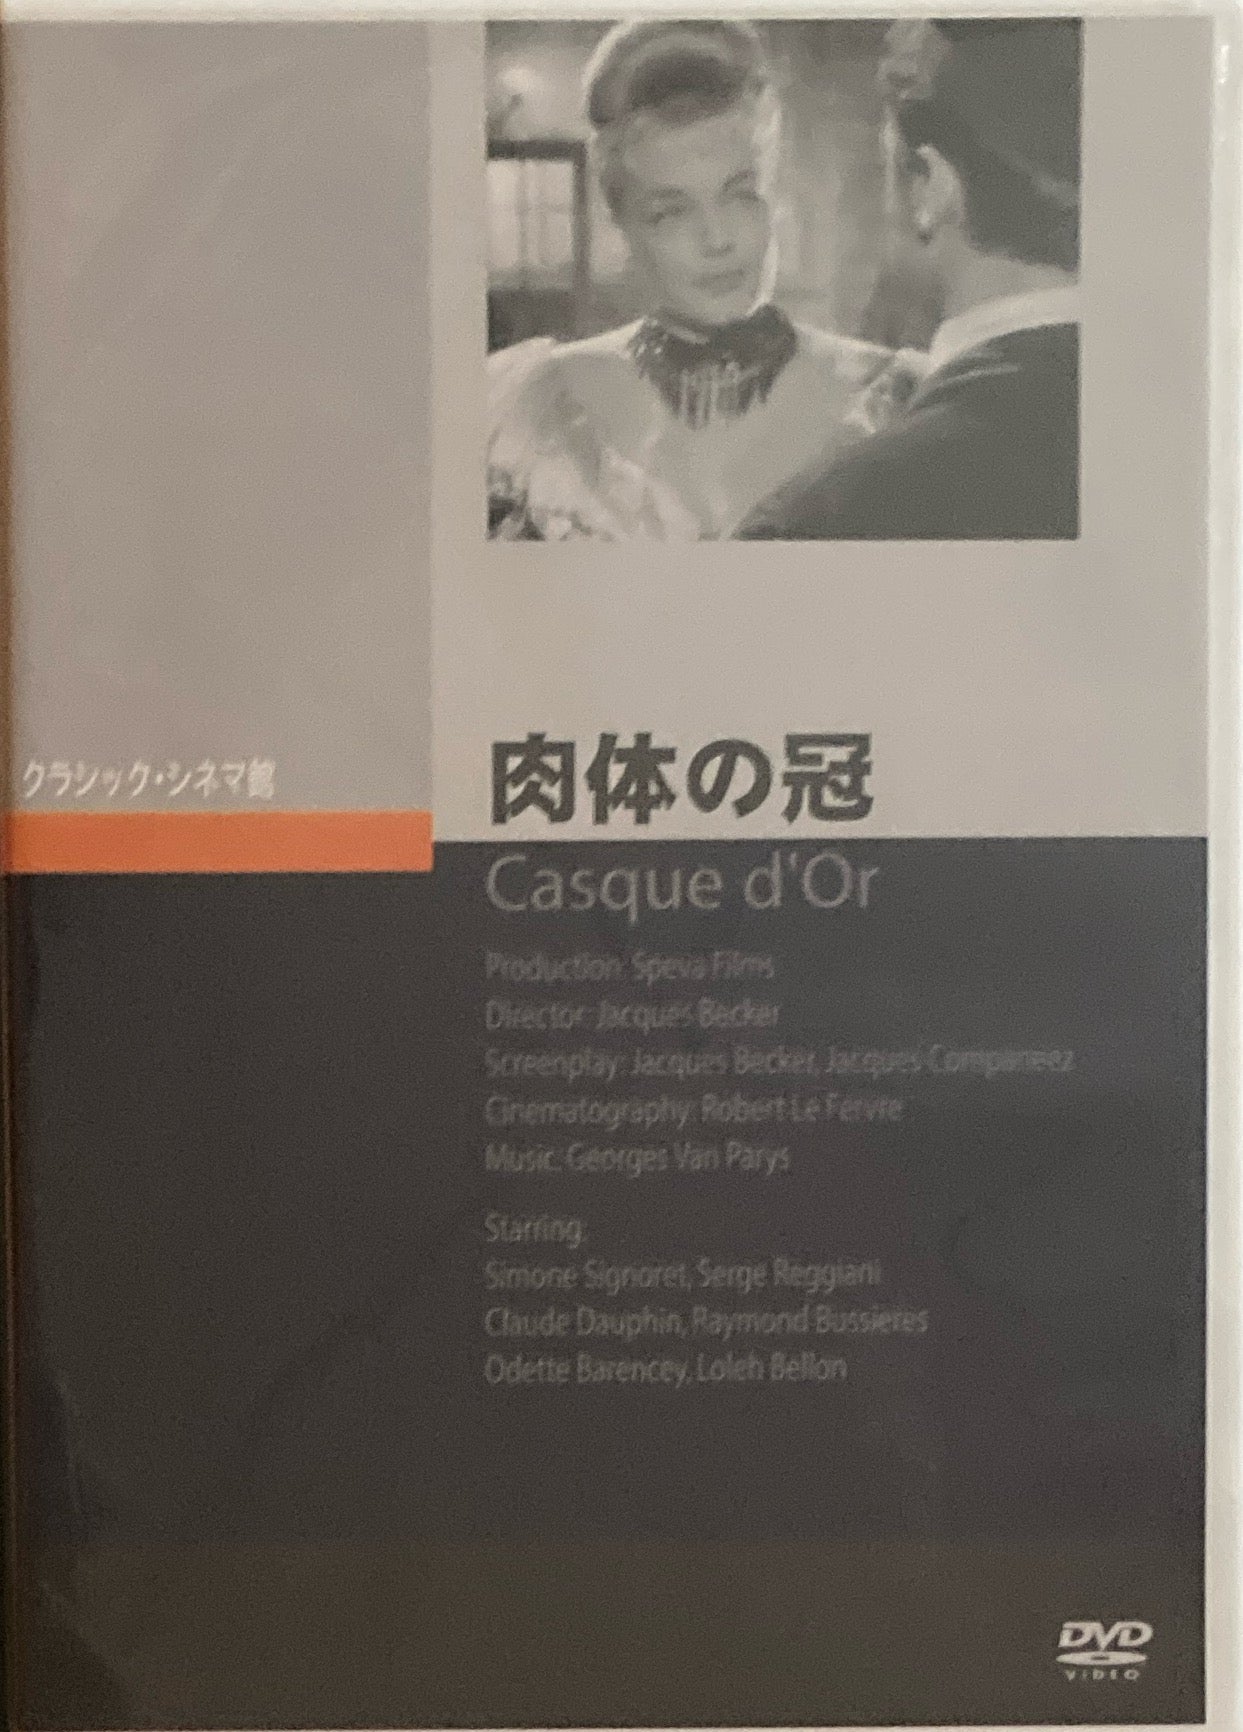 クラシック・シネマ館
肉体の冠
Casque d'Or
Production: Speva Films
Director: Jacques Becker
Screenplay: Jacques Becker, Jacques Companeez
Cinematography: Robert Le Fervre
Music: Georges Van Parys
Starring,
Simone Signoret, Serge Reggiani
Claude Dauphin, Raymond Bussieres
Odette Barencey, Loleh Bellon
DVD
VIDEO